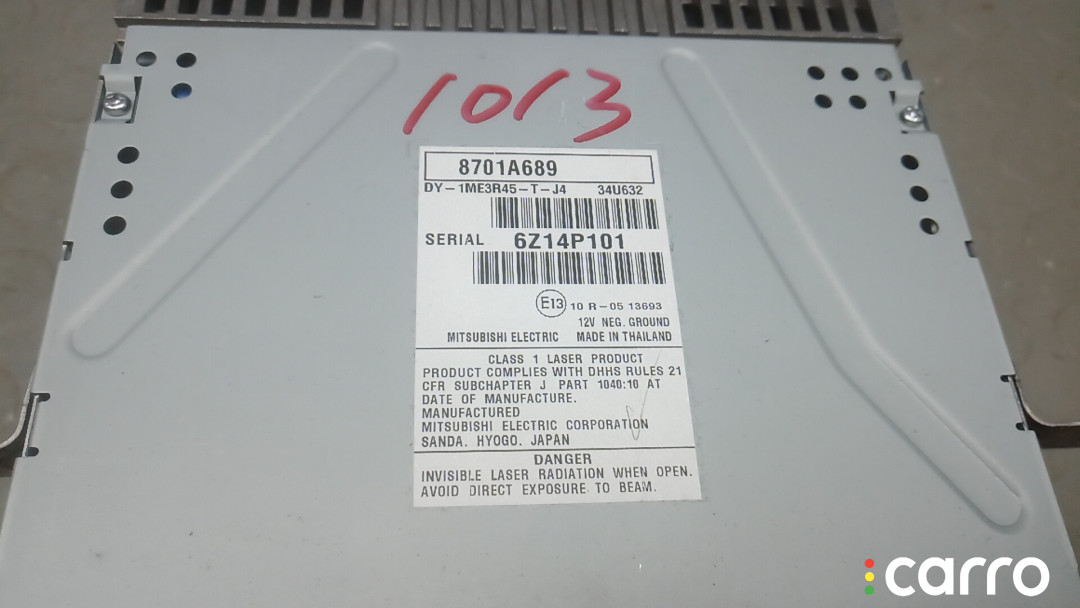 1013
8701A689
DY-1ME3R45-T-J4 34U632
SERIAL 6Z14P101
E13 10 R-05 13693
12V NEG. GROUND
MITSUBISHI ELECTRIC MADE IN THAILAND
CLASS 1 LASER PRODUCT
PRODUCT COMPLIES WITH DHHS RULES 21
CFR SUBCHAPTER J PART 1040:10 AT
DATE OF MANUFACTURE.
MANUFACTURED
MITSUBISHI ELECTRIC CORPORATION
SANDA. HYOGO. JAPAN
DANGER
INVISIBLE LASER RADIATION WHEN OPEN.
AVOID DIRECT EXPOSURE TO BEAM.
carro